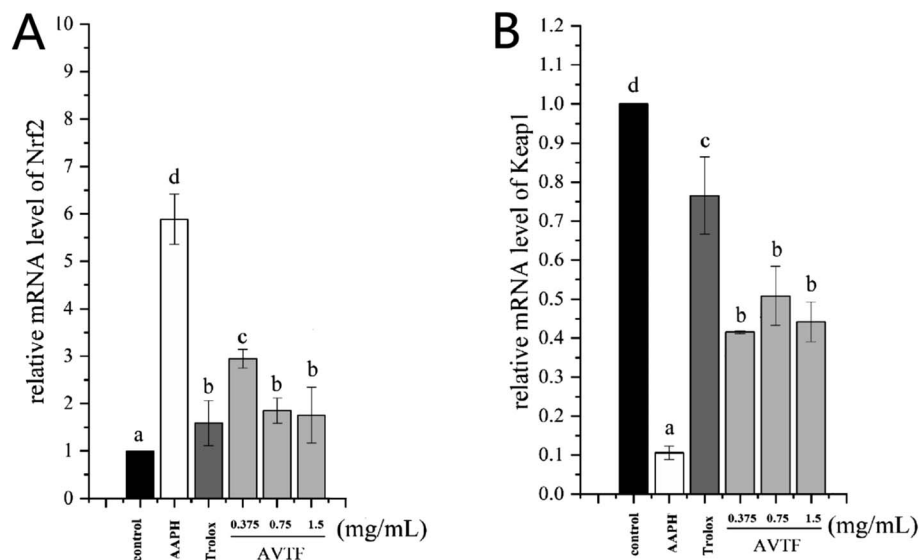 A
relative mRNA level of Nrf2
10
9
8
7
6
5
4
3
2
1
0
a
d
b
c
b
b
control
AAPH
Trolox
0.375 0.75 1.5 (mg/mL)
AVTF
B
relative mRNA level of Keap1
1.2
1.1
1.0
0.9
0.8
0.7
0.6
0.5
0.4
0.3
0.2
0.1
0.0
d
a
c
b
b
b
control
AAPH
Trolox
0.375 0.75 1.5 (mg/mL)
AVTF